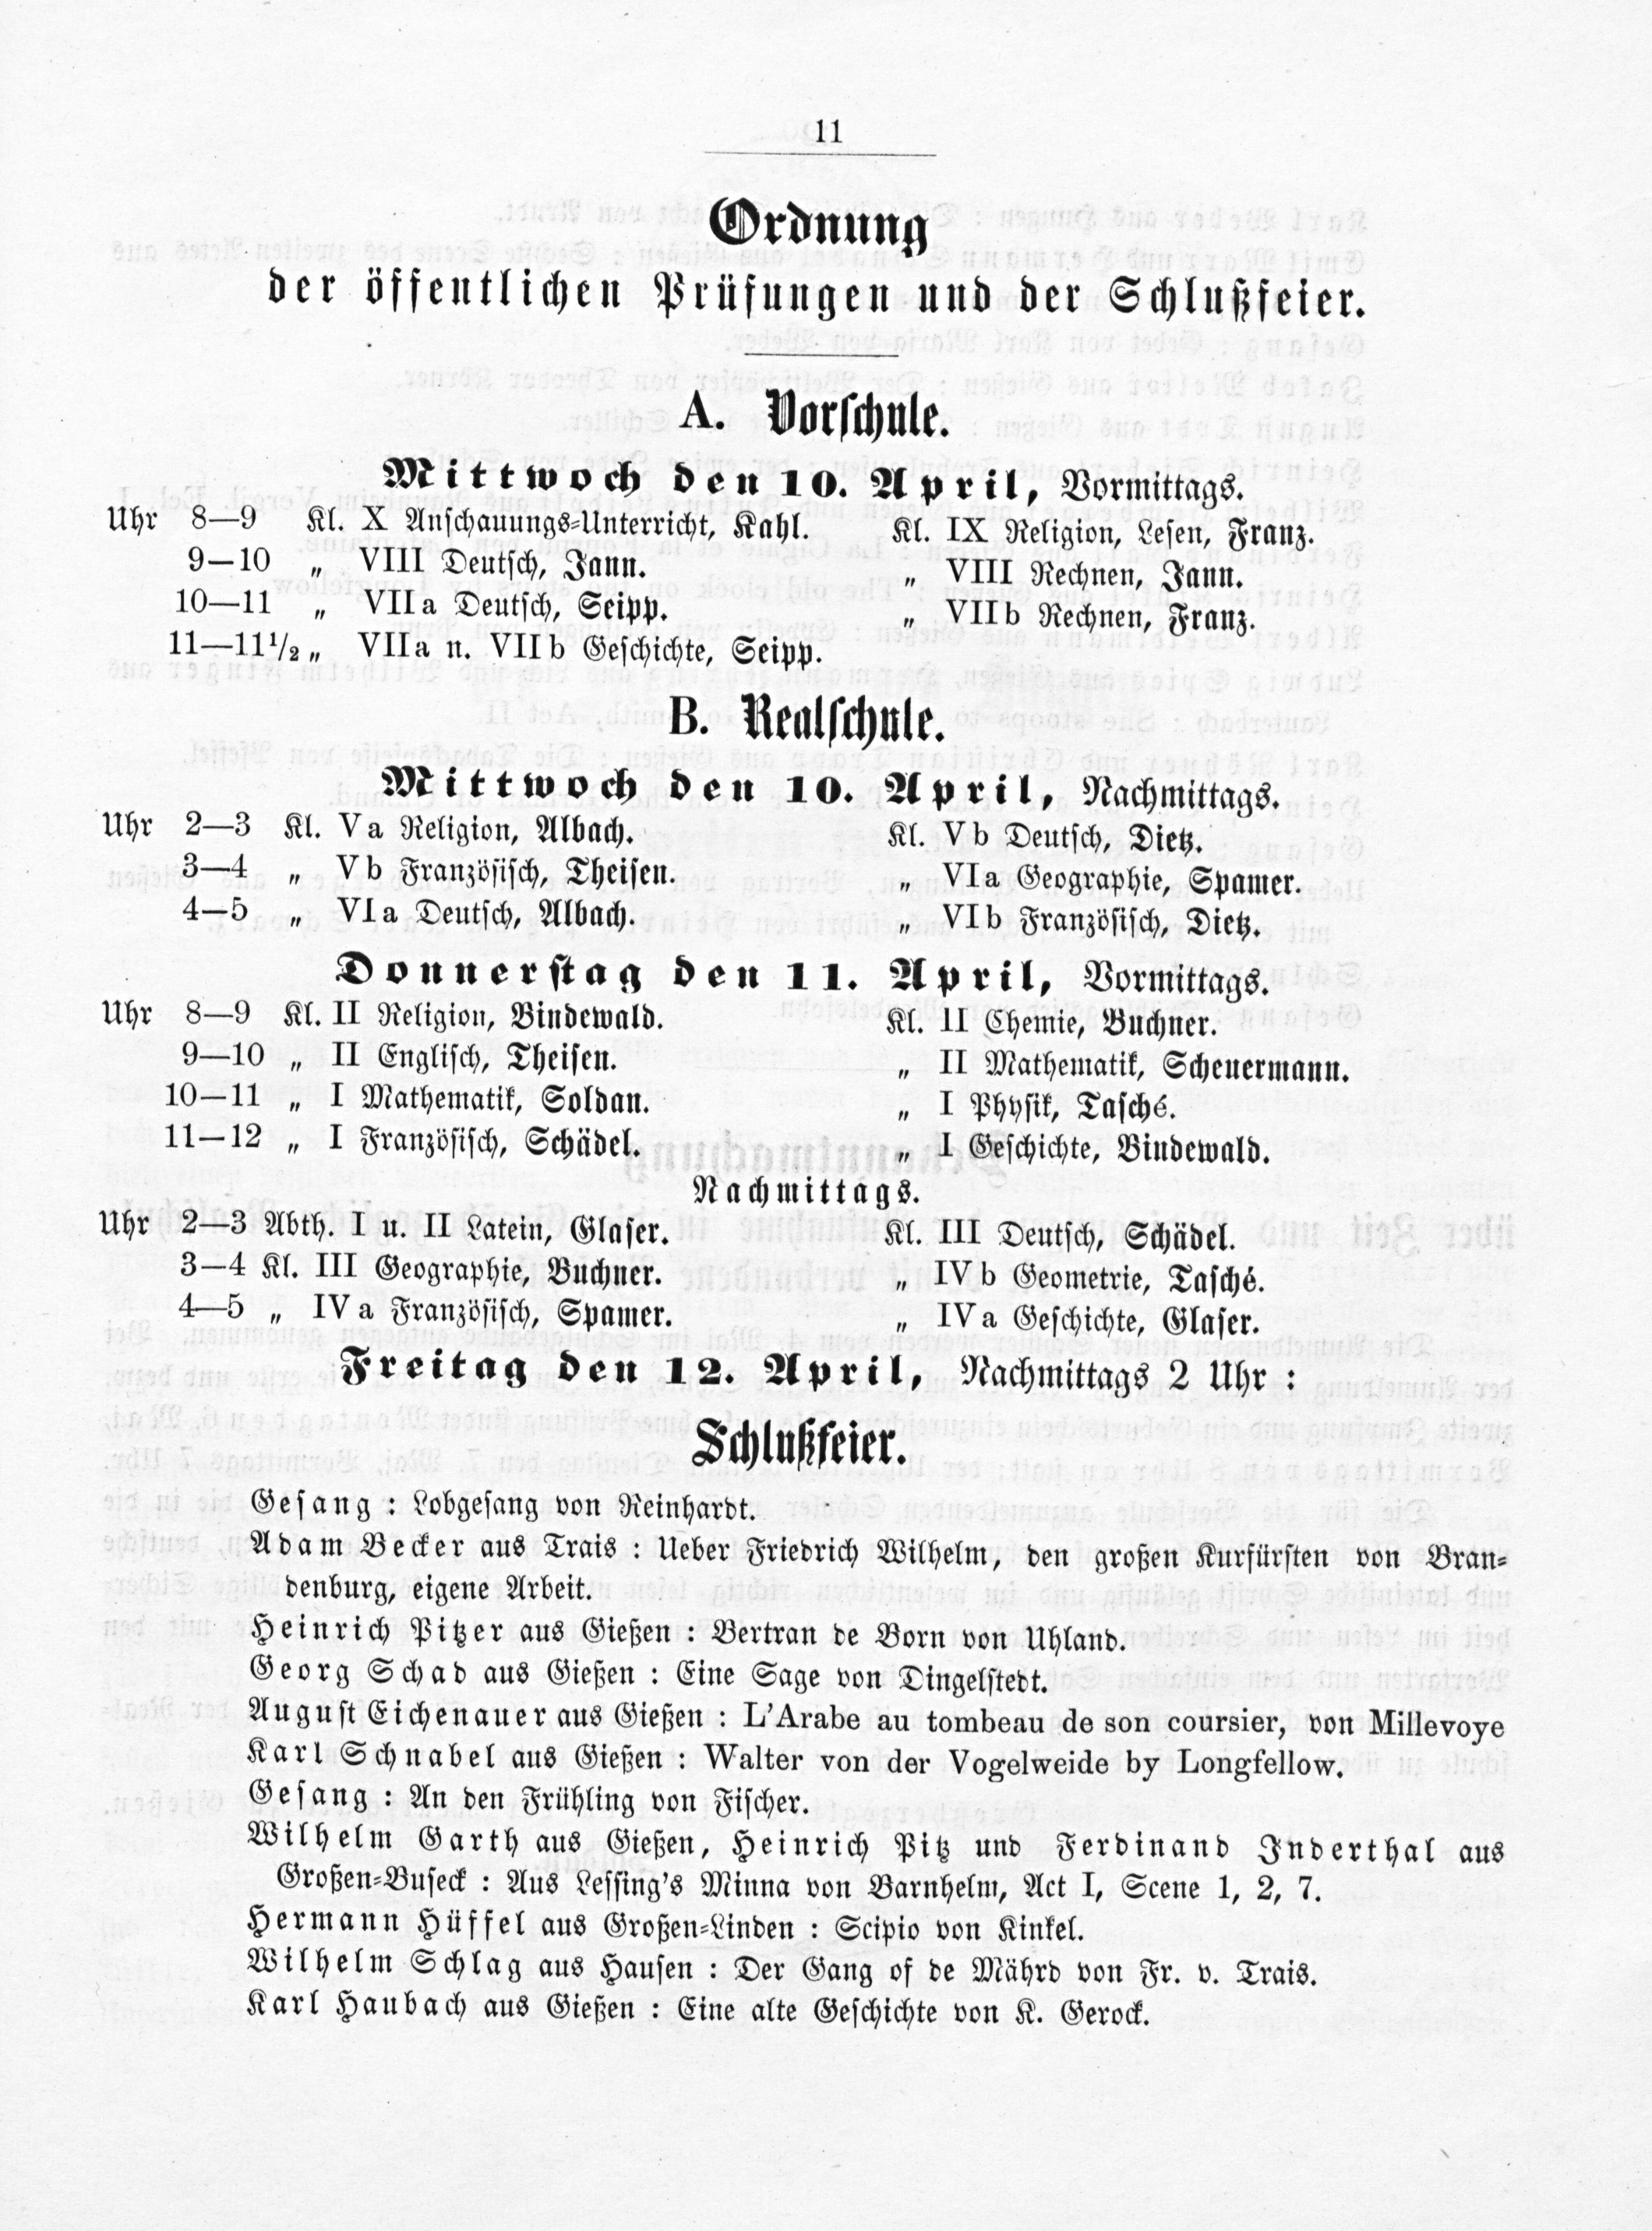 11
Ordnung
der öffentlichen Prüfungen und der Schlußfeier.
A. Vorschule.
Mittwoch den 10. April, Vormittags.
Uhr 8—9 Kl. X Anschauungs=Unterricht, Kahl. Kl. IX Religion, Lesen, Franz.
9—10 „ VIII Deutsch, Jann. „ VIII Rechnen, Jann.
10—11 „ VII a Deutsch, Seipp. „ VII b Rechnen, Franz.
11—11½ „ VII a u. VII b Geschichte, Seipp.
B. Realschule.
Mittwoch den 10. April, Nachmittags.
Uhr 2—3 Kl. V a Religion, Albach. Kl. V b Deutsch, Dietz.
3—4 „ V b Französisch, Theisen. „ VI a Geographie, Spamer.
4—5 „ VI a Deutsch, Albach. „ VI b Französisch, Dietz.
Donnerstag den 11. April, Vormittags.
Uhr 8—9 Kl. II Religion, Bindewald. Kl. II Chemie, Buchner.
9—10 „ II Englisch, Theisen. „ II Mathematik, Scheuermann.
10—11 „ I Mathematik, Soldan. „ I Physik, Tasché.
11—12 „ I Französisch, Schädel. „ I Geschichte, Bindewald.
Nachmittags.
Uhr 2—3 Abth. I u. II Latein, Glaser. Kl. III Deutsch, Schädel.
3—4 Kl. III Geographie, Buchner. „ IV b Geometrie, Tasché.
4—5 „ IV a Französisch, Spamer. „ IV a Geschichte, Glaser.
Freitag den 12. April, Nachmittags 2 Uhr :
Schlußfeier.
Gesang : Lobgesang von Reinhardt.
Adam Becker aus Trais : Ueber Friedrich Wilhelm, den großen Kurfürsten von Bran=
denburg, eigene Arbeit.
Heinrich Pitzer aus Gießen : Bertran de Born von Uhland.
Georg Schad aus Gießen : Eine Sage von Dingelstedt.
August Eichenauer aus Gießen : L'Arabe au tombeau de son coursier, von Millevoye
Karl Schnabel aus Gießen : Walter von der Vogelweide by Longfellow.
Gesang : An den Frühling von Fischer.
Wilhelm Garth aus Gießen, Heinrich Pitz und Ferdinand Inderthal aus
Großen=Buseck : Aus Lessing's Minna von Barnhelm, Act I, Scene 1, 2, 7.
Hermann Hüffel aus Großen=Linden : Scipio von Kinkel.
Wilhelm Schlag aus Hausen : Der Gang of de Mährd von Fr. v. Trais.
Karl Haubach aus Gießen : Eine alte Geschichte von K. Gerock.